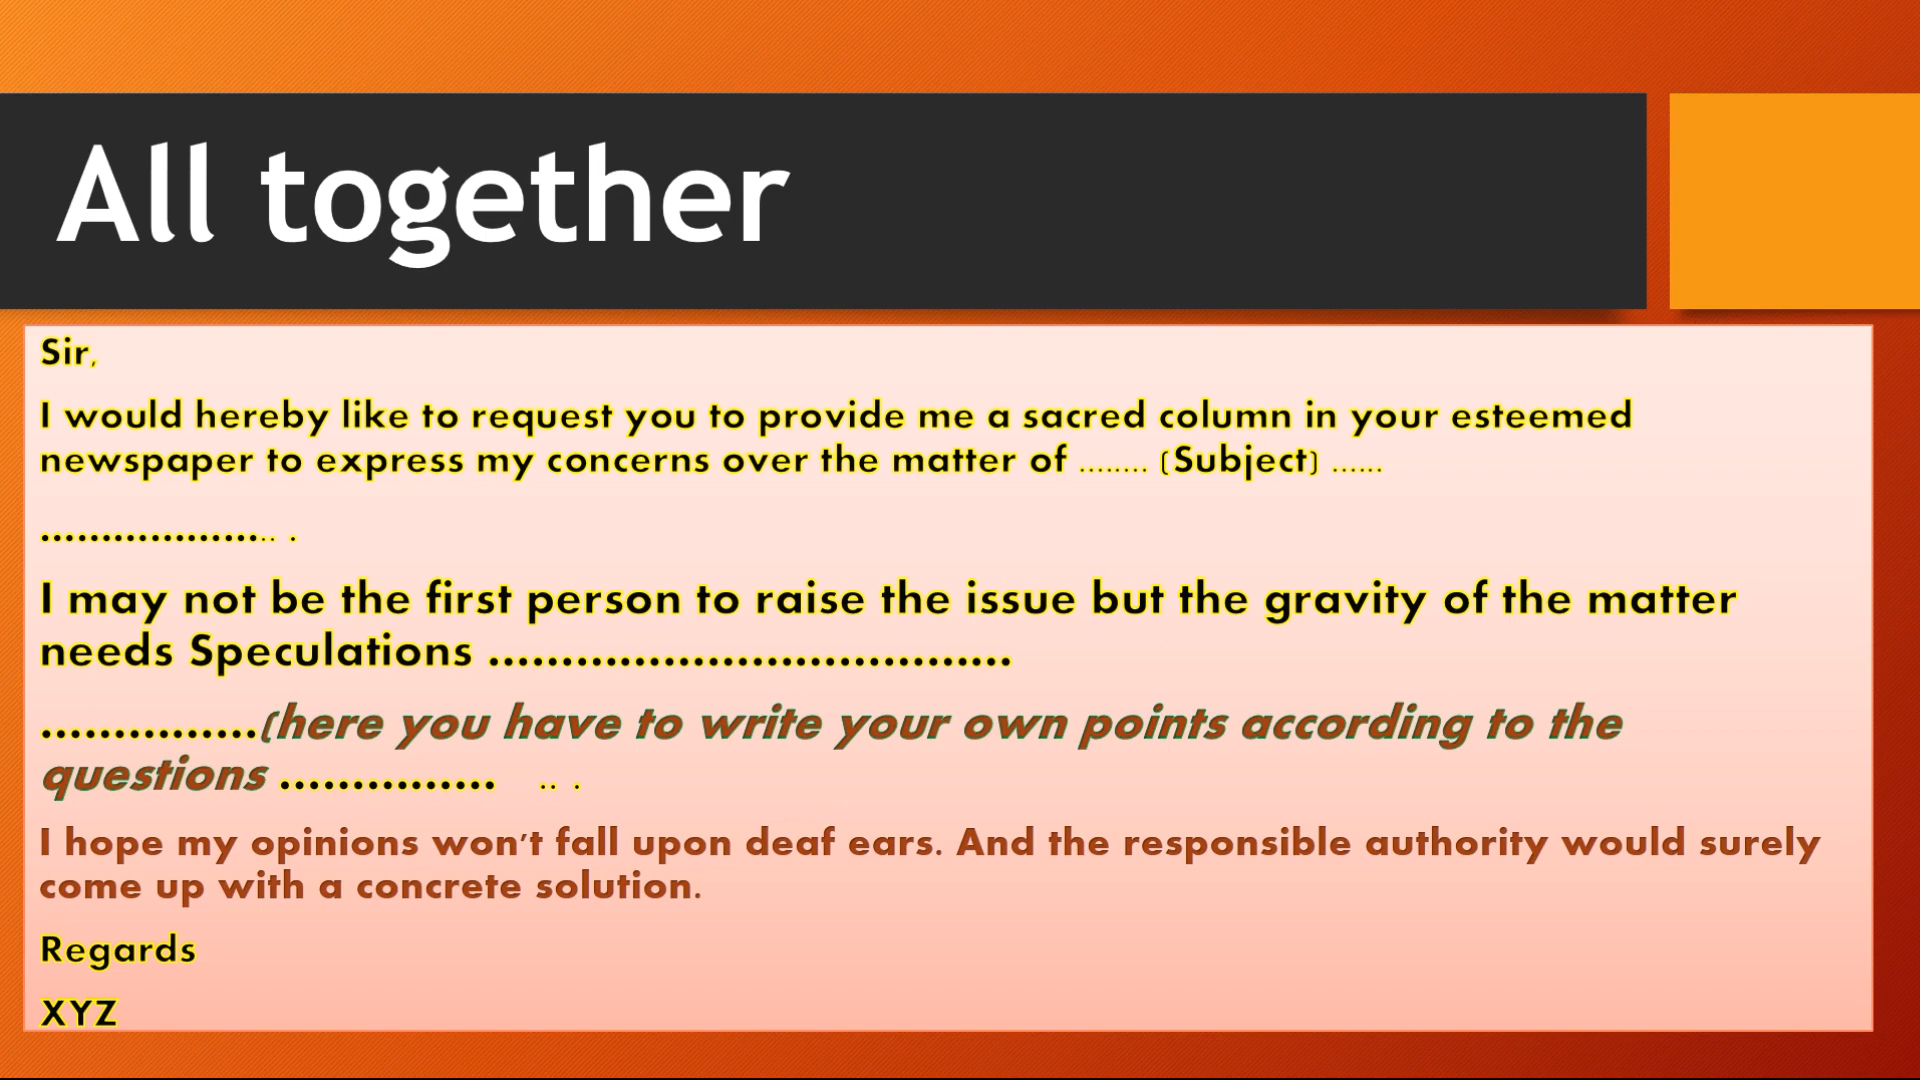 All together
Sir,
I would hereby like to request you to provide me a sacred column in your esteemed
newspaper to express my concerns over the matter of ........ (Subject) ......
.................... .
I may not be the first person to raise the issue but the gravity of the matter
needs Speculations ....................................
...............(here you have to write your own points according to the
questions ............... .. .
I hope my opinions won't fall upon deaf ears. And the responsible authority would surely
come up with a concrete solution.
Regards
XYZ